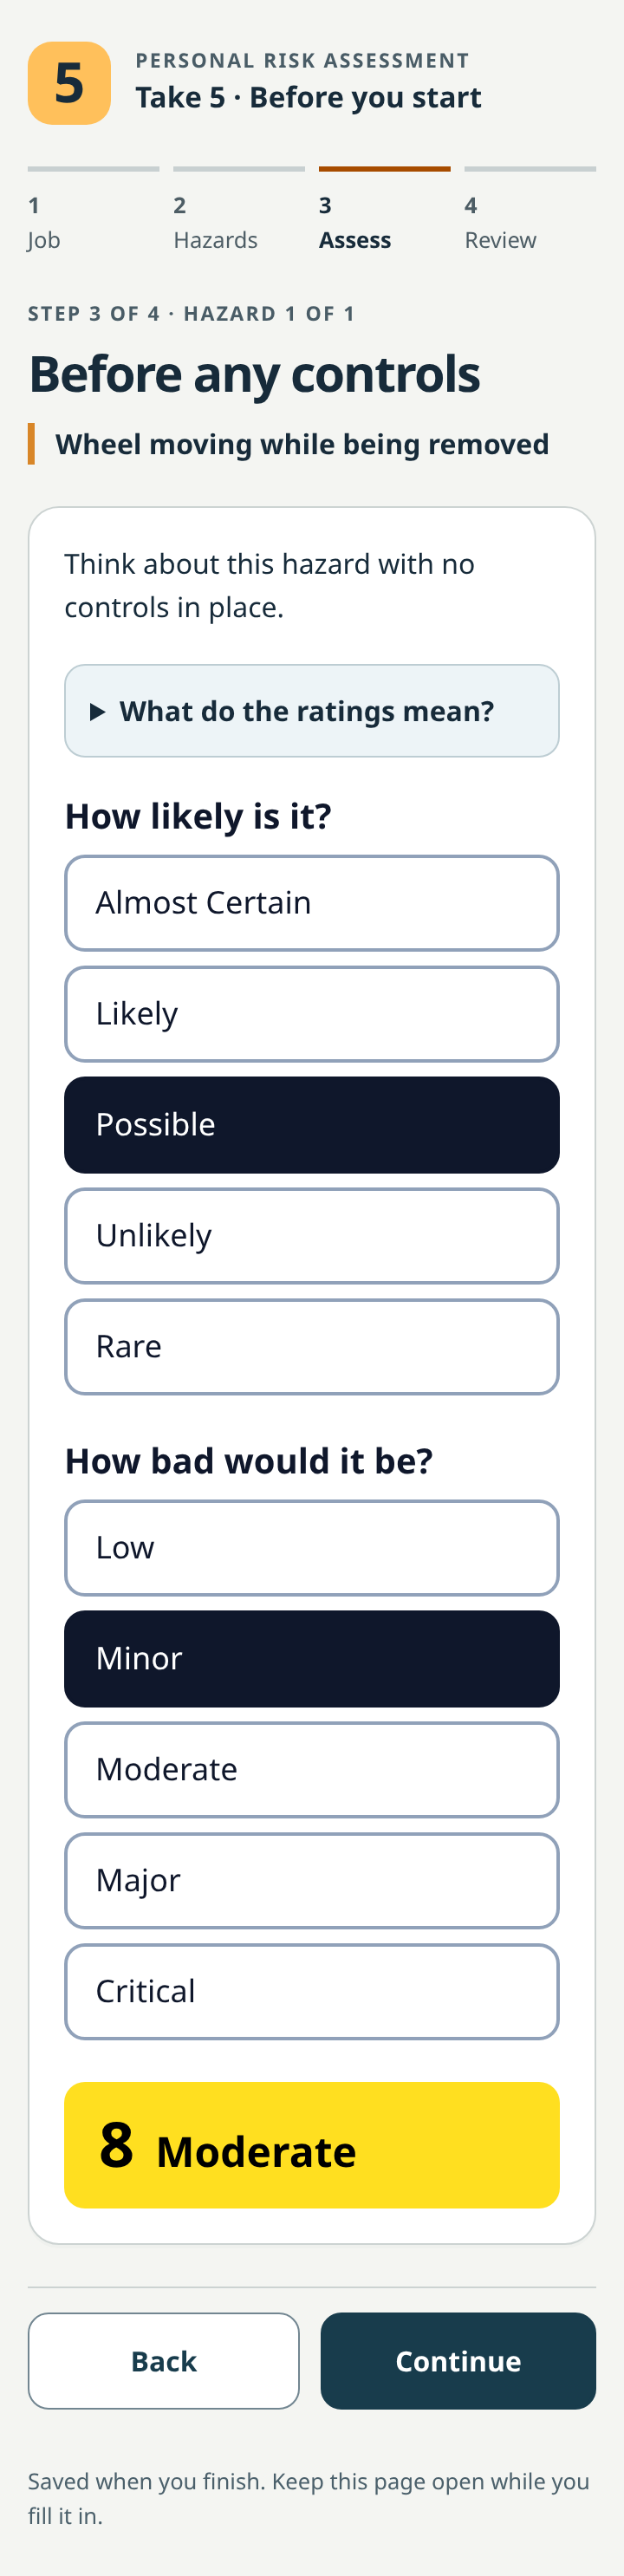 5
PERSONAL RISK ASSESSMENT
Take 5 · Before you start
1
Job
2
Hazards
3
Assess
4
Review
STEP 3 OF 4 · HAZARD 1 OF 1
Before any controls
Wheel moving while being removed
Think about this hazard with no
controls in place.
What do the ratings mean?
How likely is it?
Almost Certain
Likely
Possible
Unlikely
Rare
How bad would it be?
Low
Minor
Moderate
Major
Critical
8 Moderate
Back
Continue
Saved when you finish. Keep this page open while you
fill it in.